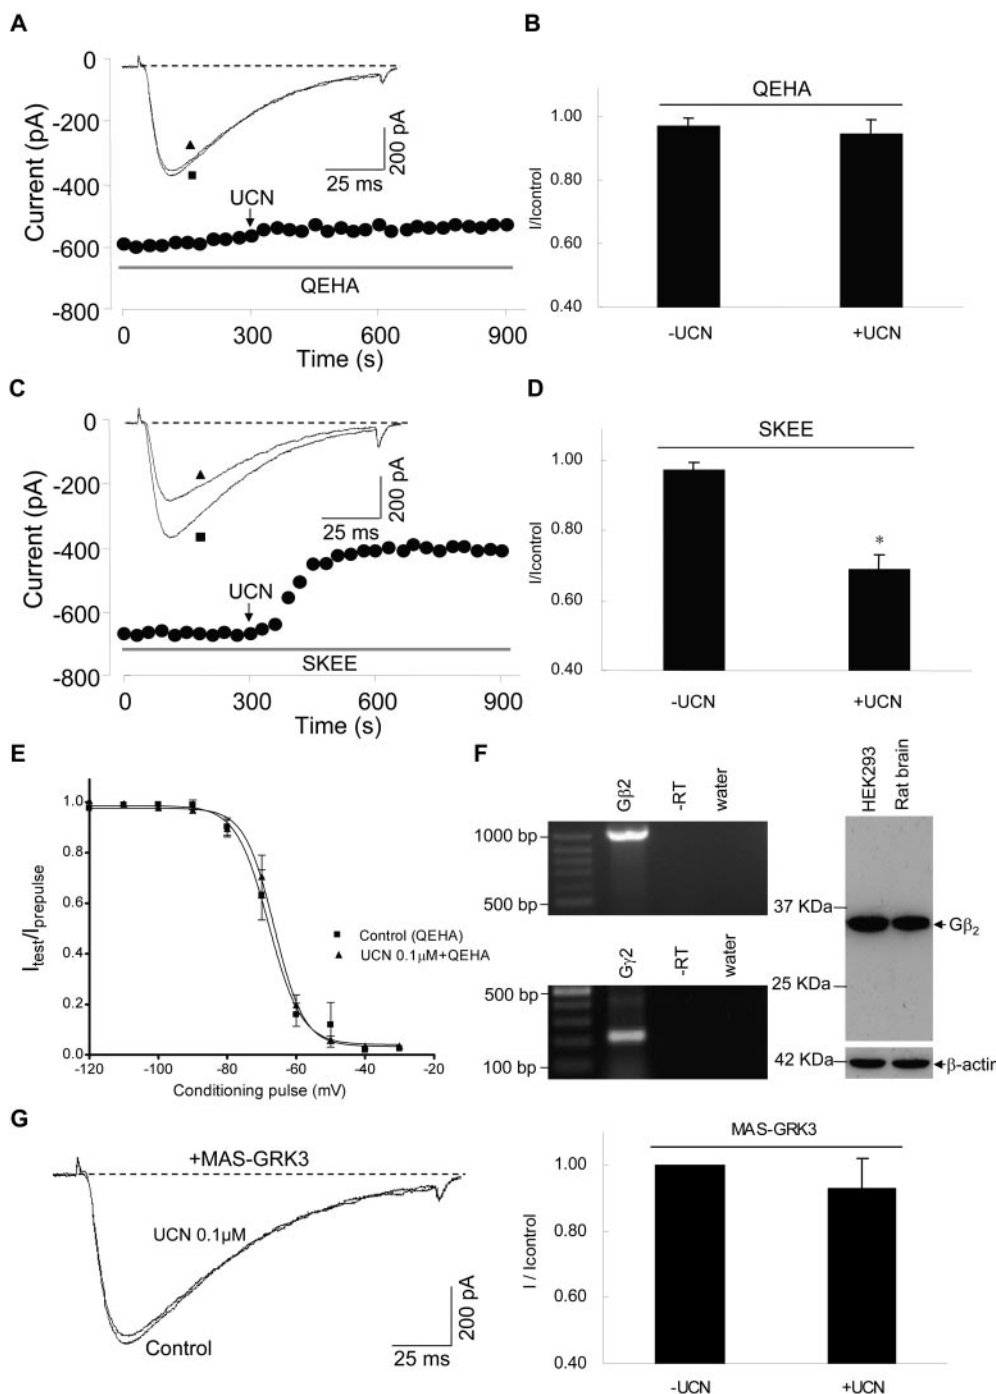 A
0
-200
-400
-600
-800
Current (pA)
200 pA
25 ms
UCN
QEHA
0 300 600 900
Time (s)
B
QEHA
1.00
0.80
0.60
0.40
I/Icontrol
-UCN +UCN
C
0
-200
-400
-600
-800
Current (pA)
200 pA
25 ms
UCN
SKEE
0 300 600 900
Time (s)
D
SKEE
1.00
0.80
0.60
0.40
I/Icontrol
*
-UCN +UCN
E
1.0
0.8
0.6
0.4
0.2
0.0
Itest/Iprepulse
Control (QEHA)
UCN 0.1µM+QEHA
-120 -100 -80 -60 -40 -20
Conditioning pulse (mV)
F
Gβ2 -RT water
1000 bp
500 bp
Gγ2 -RT water
500 bp
100 bp
HEK293 Rat brain
37 KDa
Gβ2
25 KDa
42 KDa
β-actin
G
+MAS-GRK3
UCN 0.1µM
Control
200 pA
25 ms
MAS-GRK3
1.00
0.80
0.60
0.40
I / Icontrol
-UCN +UCN